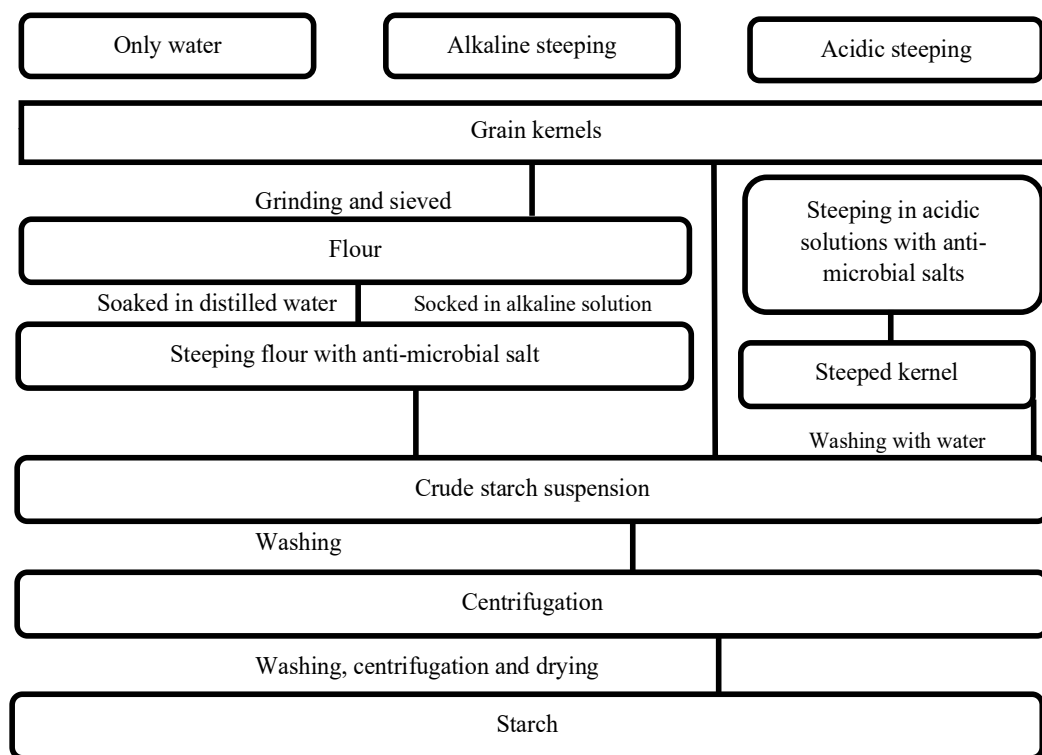 Only water
Alkaline steeping
Acidic steeping
Grain kernels
Grinding and sieved
Flour
Soaked in distilled water
Socked in alkaline solution
Steeping flour with anti-microbial salt
Steeping in acidic
solutions with anti-
microbial salts
Steeped kernel
Washing with water
Crude starch suspension
Washing
Centrifugation
Washing, centrifugation and drying
Starch